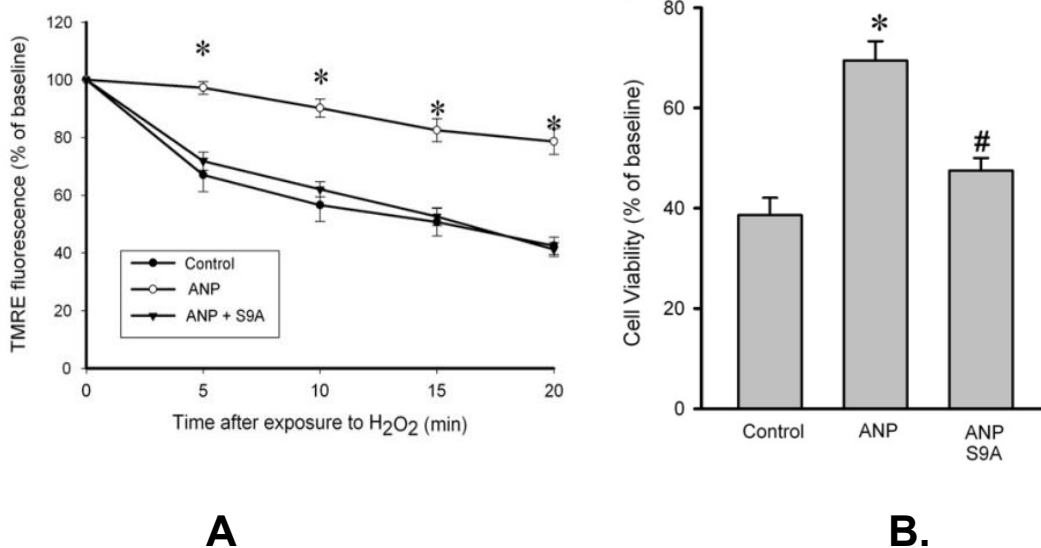 TMRE fluorescence (% of baseline)
120
100
80
60
40
20
0
*
*
*
*
Control
ANP
ANP + S9A
0 5 10 15 20
Time after exposure to H₂O₂ (min)
A
Cell Viability (% of baseline)
80
60
40
20
0
*
#
Control ANP ANP
S9A
B.